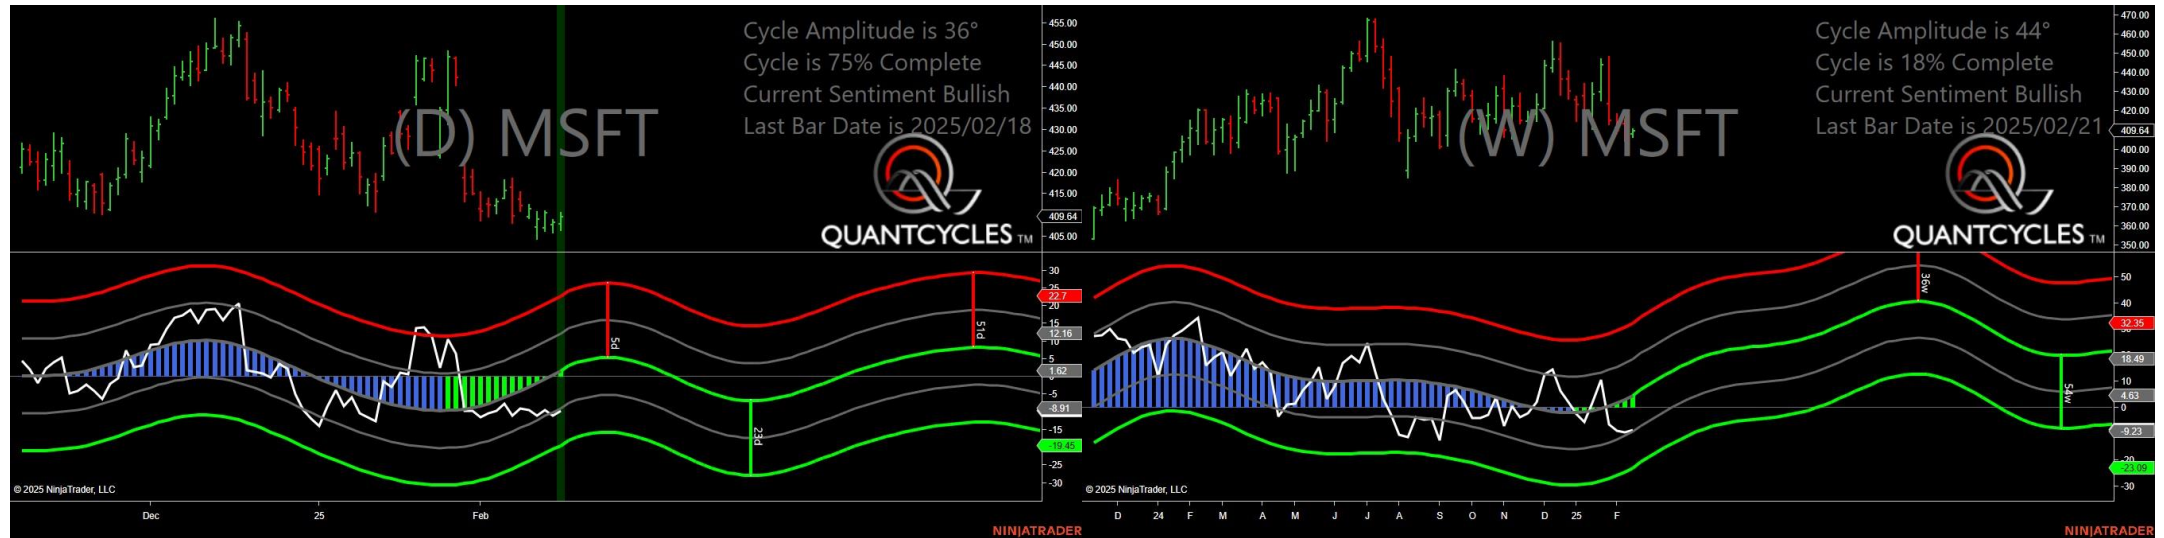 Cycle Amplitude is 36°
Cycle is 75% Complete
Current Sentiment Bullish
Last Bar Date is 2025/02/18
(D) MSFT
QUANTCYCLES TM
455.00
450.00
445.00
440.00
435.00
430.00
425.00
420.00
415.00
409.64
405.00
30
25
22.7
20
15
12.16
10
5
1.62
-5
-8.91
-15
-19.45
-25
-30
5d
23d
51d
© 2025 NinjaTrader, LLC
Dec
25
Feb
NINJATRADER
Cycle Amplitude is 44°
Cycle is 18% Complete
Current Sentiment Bullish
Last Bar Date is 2025/02/21
(W) MSFT
QUANTCYCLES TM
470.00
460.00
450.00
440.00
430.00
420.00
409.64
400.00
390.00
380.00
370.00
360.00
350.00
50
40
32.35
18.49
10
4.63
0
-9.23
-20
-23.09
-30
36w
54w
© 2025 NinjaTrader, LLC
D 24 F M A M J J A S O N D 25 F
NINJATRADER